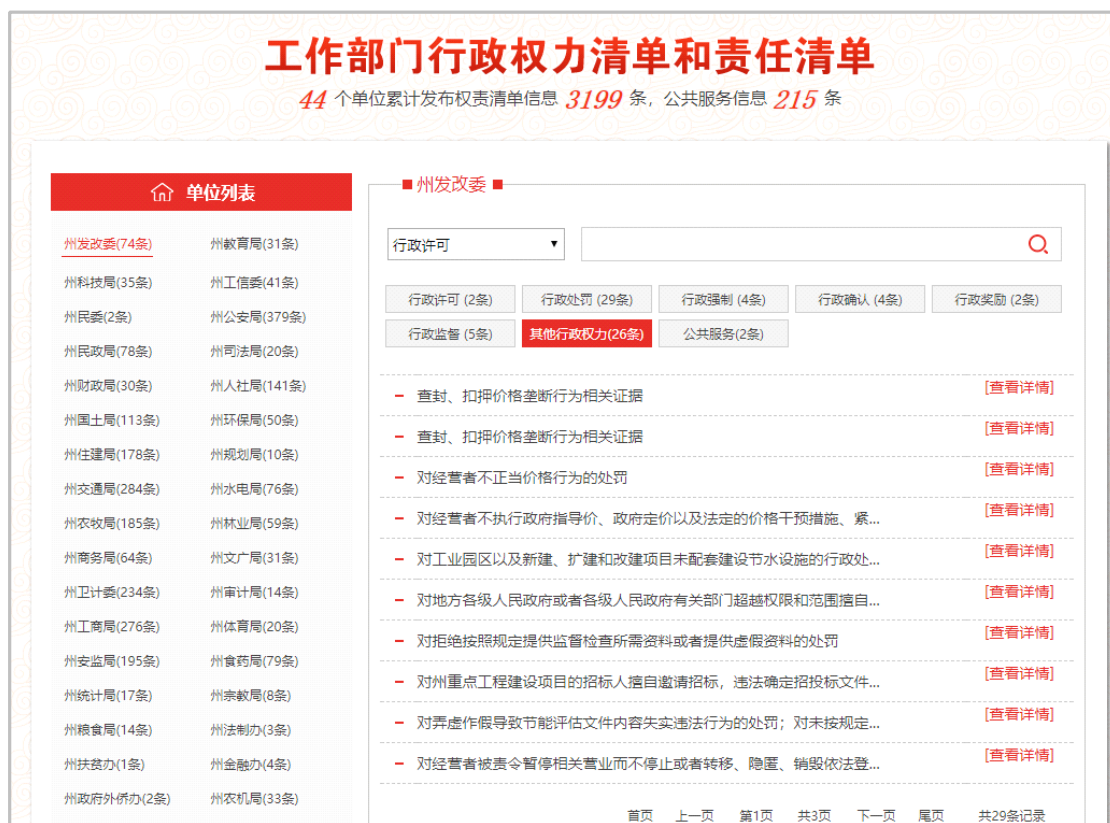 工作部门行政权力清单和责任清单
44 个单位累计发布权责清单信息 3199 条，公共服务信息 215 条
单位列表
州发改委(74条) 州教育局(31条)
州科技局(35条) 州工信委(41条)
州民委(2条) 州公安局(379条)
州民政局(78条) 州司法局(20条)
州财政局(30条) 州人社局(141条)
州国土局(113条) 州环保局(50条)
州住建局(178条) 州规划局(10条)
州交通局(284条) 州水电局(76条)
州农牧局(185条) 州林业局(59条)
州商务局(64条) 州文广局(31条)
州卫计委(234条) 州审计局(14条)
州工商局(276条) 州体育局(20条)
州安监局(195条) 州食药局(79条)
州统计局(17条) 州宗教局(8条)
州粮食局(14条) 州法制办(3条)
州扶贫办(1条) 州金融办(4条)
州政府外侨办(2条) 州农机局(33条)
州发改委
行政许可
行政许可 (2条) 行政处罚 (29条) 行政强制 (4条) 行政确认 (4条) 行政奖励 (2条)
行政监督 (5条) 其他行政权力(26条) 公共服务(2条)
查封、扣押价格垄断行为相关证据 [查看详情]
查封、扣押价格垄断行为相关证据 [查看详情]
对经营者不正当价格行为的处罚 [查看详情]
对经营者不执行政府指导价、政府定价以及法定的价格干预措施、紧... [查看详情]
对工业园区以及新建、扩建和改建项目未配套建设节水设施的行政处... [查看详情]
对地方各级人民政府或者各级人民政府有关部门超越权限和范围擅自... [查看详情]
对拒绝按照规定提供监督检查所需资料或者提供虚假资料的处罚 [查看详情]
对州重点工程建设项目的招标人擅自邀请招标，违法确定招投标文件... [查看详情]
对弄虚作假导致节能评估文件内容失实违法行为的处罚；对未按规定... [查看详情]
对经营者被责令暂停相关营业而不停止或者转移、隐匿、销毁依法登... [查看详情]
首页 上一页 第1页 共3页 下一页 尾页 共29条记录